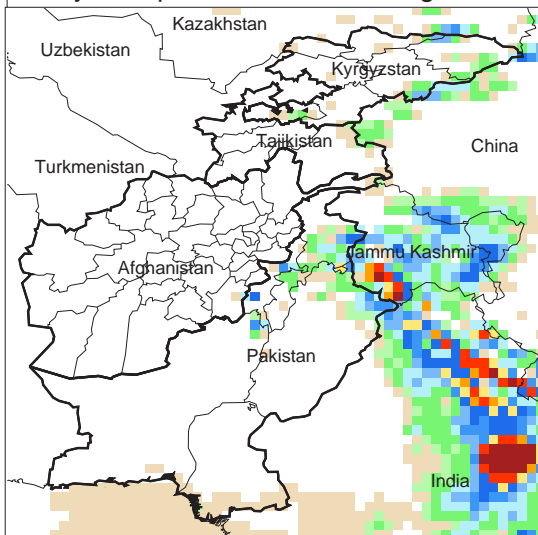 Kazakhstan
Uzbekistan
Kyrgyzstan
China
Tajikistan
Turkmenistan
Jammu Kashmir
Afghanistan
Pakistan
India